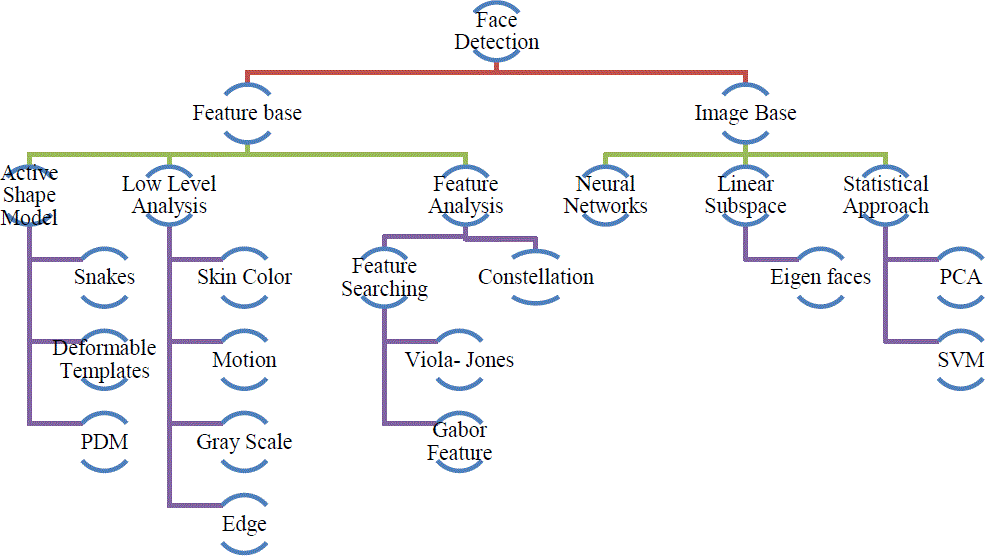 Face
Detection
Feature base
Image Base
Active
Shape
Model
Low Level
Analysis
Feature
Analysis
Neural
Networks
Linear
Subspace
Statistical
Approach
Snakes
Skin Color
Feature
Searching
Constellation
Eigen faces
PCA
Deformable
Templates
Motion
Viola- Jones
SVM
PDM
Gray Scale
Gabor
Feature
Edge